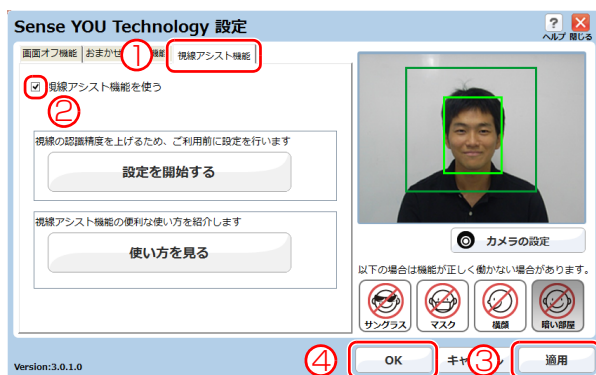 Sense YOU Technology 設定
ヘルプ 閉じる
画面オフ機能 おまかせ 機能 視線アシスト機能
①
視線アシスト機能を使う
②
視線の認識精度を上げるため、ご利用前に設定を行います
設定を開始する
視線アシスト機能の便利な使い方を紹介します
使い方を見る
カメラの設定
以下の場合は機能が正しく働かない場合があります。
サングラス マスク 横顔 暗い部屋
④ OK キャ ル ③ 適用
Version:3.0.1.0